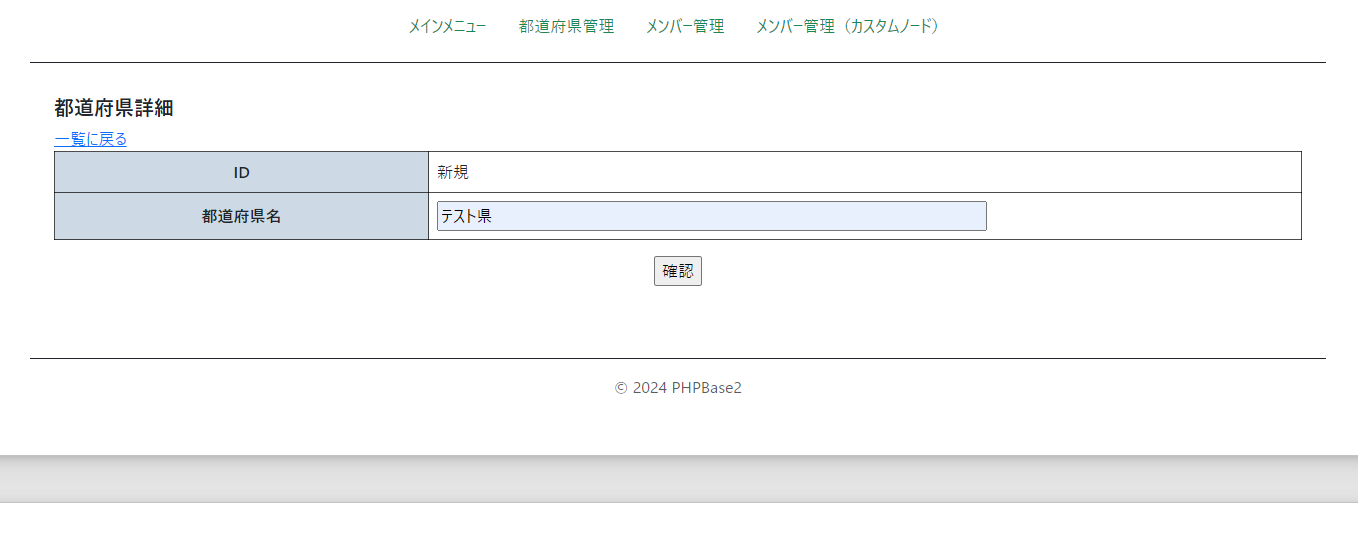 メインメニュー 都道府県管理 メンバー管理 メンバー管理（カスタムノード）
都道府県詳細
一覧に戻る
ID 新規
都道府県名 テスト県
確認
© 2024 PHPBase2